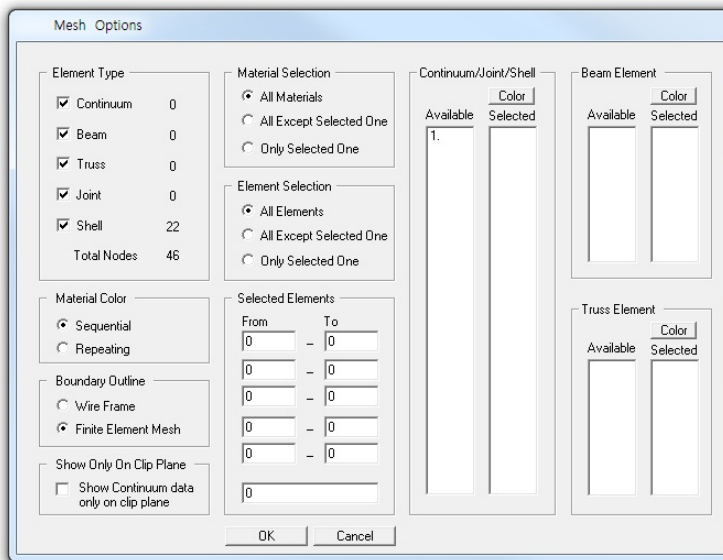 Mesh Options
Element Type
Continuum 0
Beam 0
Truss 0
Joint 0
Shell 22
Total Nodes 46
Material Color
Sequential
Repeating
Boundary Outline
Wire Frame
Finite Element Mesh
Show Only On Clip Plane
Show Continuum data
only on clip plane
Material Selection
All Materials
All Except Selected One
Only Selected One
Element Selection
All Elements
All Except Selected One
Only Selected One
Selected Elements
From To
0 – 0
0 – 0
0 – 0
0 – 0
0 – 0
0
OK Cancel
Continuum/Joint/Shell
Color
Available Selected
1.
Beam Element
Color
Available Selected
Truss Element
Color
Available Selected